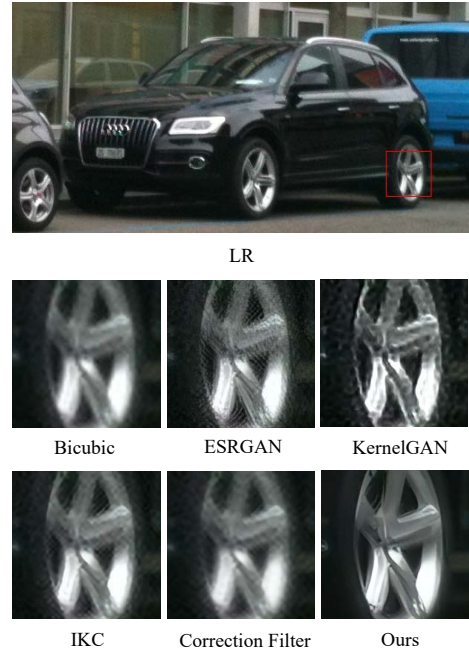 LR
Bicubic
ESRGAN
KernelGAN
IKC
Correction Filter
Ours